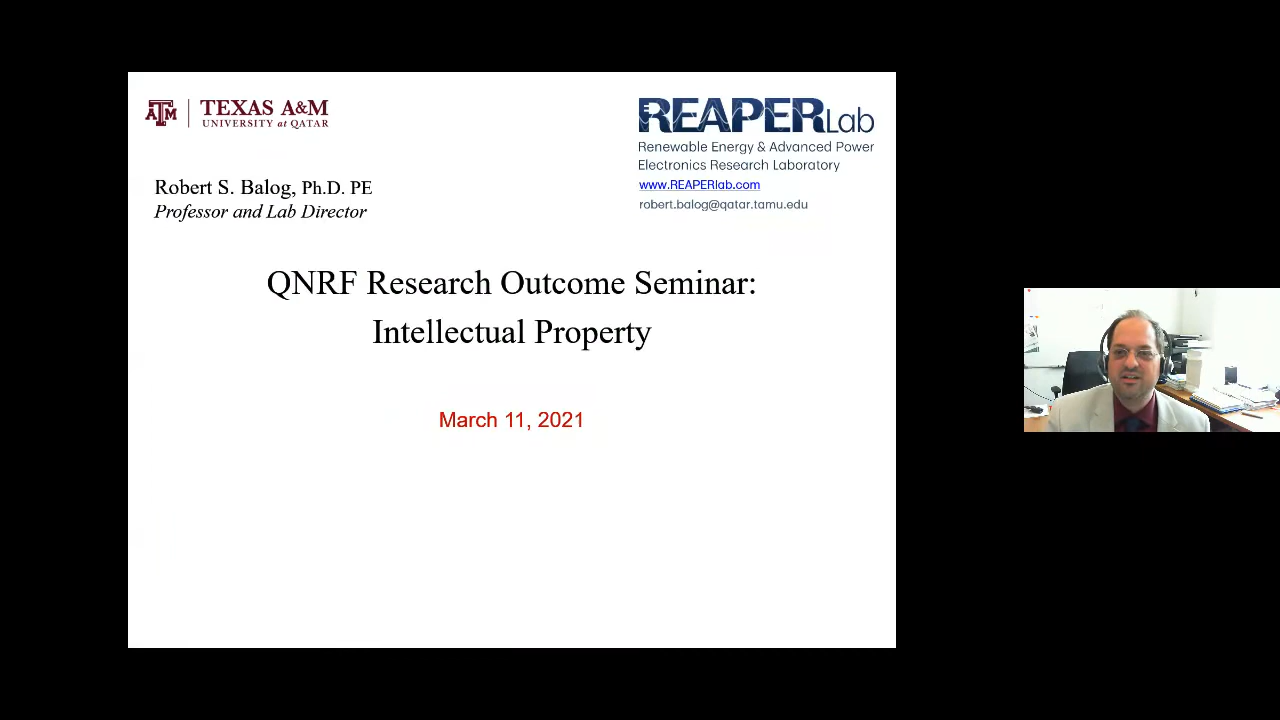 TEXAS A&M
UNIVERSITY at QATAR
REAPERLab
Renewable Energy & Advanced Power
Electronics Research Laboratory
www.REAPERlab.com
robert.balog@qatar.tamu.edu
Robert S. Balog, Ph.D. PE
Professor and Lab Director
QNRF Research Outcome Seminar:
Intellectual Property
March 11, 2021